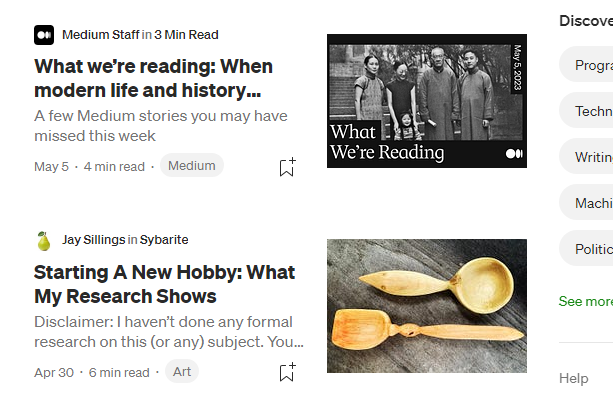 Medium Staff in 3 Min Read
What we're reading: When
modern life and history...
A few Medium stories you may have
missed this week
May 5 · 4 min read · Medium
May 5, 2023
What
We're Reading
Jay Sillings in Sybarite
Starting A New Hobby: What
My Research Shows
Disclaimer: I haven't done any formal
research on this (or any) subject. You...
Apr 30 · 6 min read · Art
Discove
Progra
Techn
Writin
Machi
Politic
See more
Help